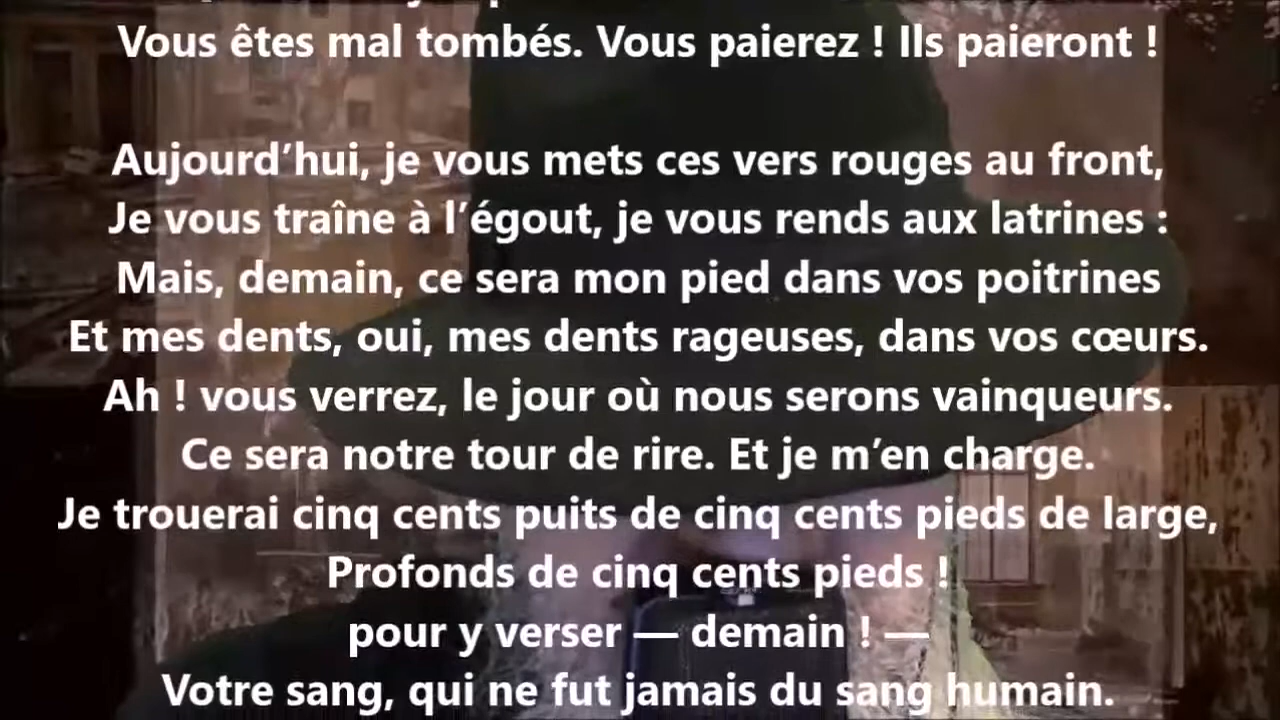 Vous êtes mal tombés. Vous paierez ! Ils paieront !
Aujourd’hui, je vous mets ces vers rouges au front,
Je vous traîne à l’égout, je vous rends aux latrines :
Mais, demain, ce sera mon pied dans vos poitrines
Et mes dents, oui, mes dents rageuses, dans vos cœurs.
Ah ! vous verrez, le jour où nous serons vainqueurs.
Ce sera notre tour de rire. Et je m’en charge.
Je trouerai cinq cents puits de cinq cents pieds de large,
Profonds de cinq cents pieds !
pour y verser — demain ! —
Votre sang, qui ne fut jamais du sang humain.